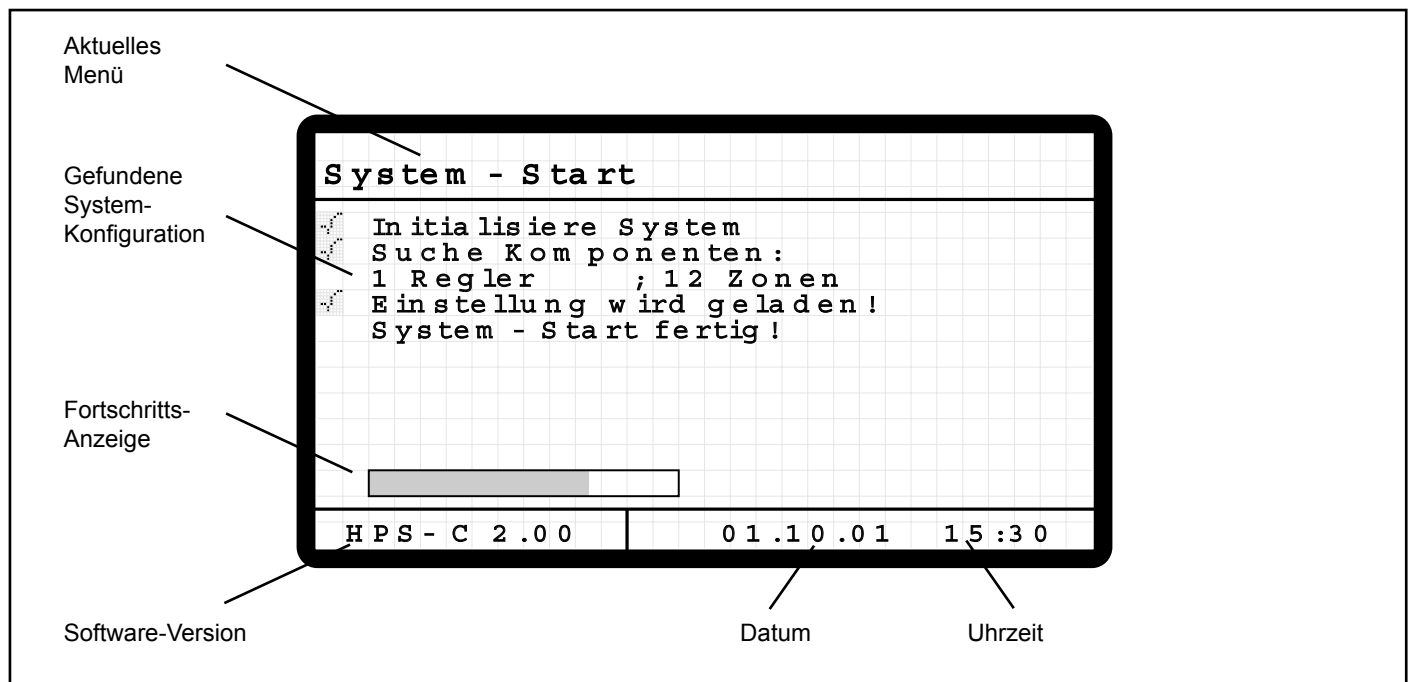 Aktuelles
Menü
System - Start
Gefundene
System-
Konfiguration
Initialisiere System
Suche Komponenten:
1 Regler ; 12 Zonen
Einstellung wird geladen!
System - Start fertig!
Fortschritts-
Anzeige
HPS-C 2.00
01.10.01 15:30
Software-Version
Datum
Uhrzeit